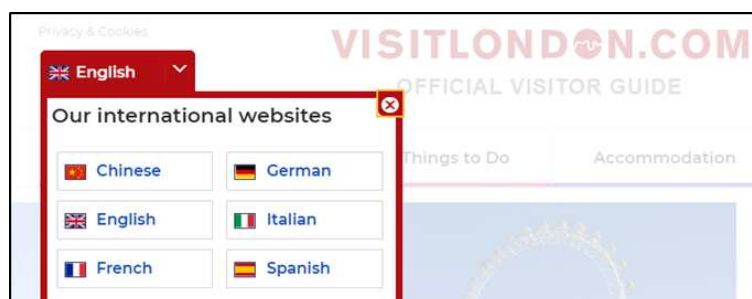 Privacy & Cookies
VISITLONDON.COM
OFFICIAL VISITOR GUIDE
English
Our international websites
Chinese
German
English
Italian
French
Spanish
Things to Do
Accommodation